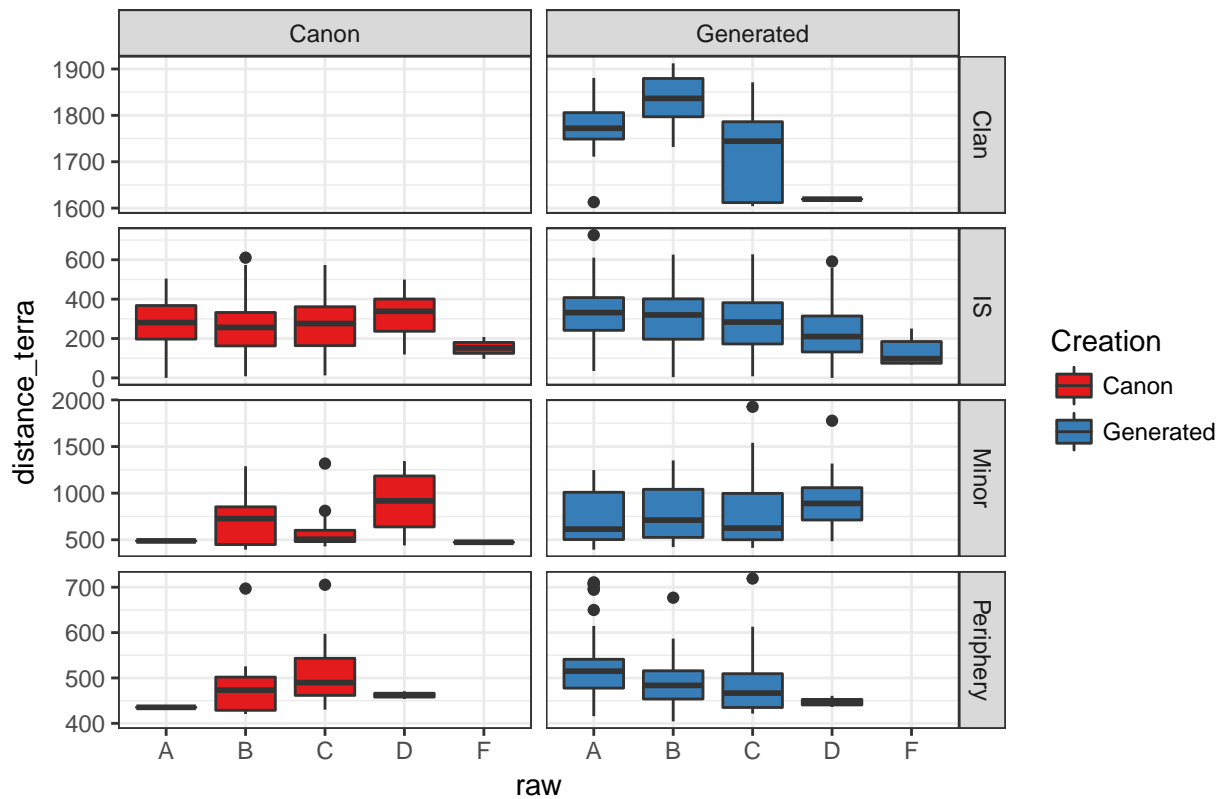 Canon Generated
1900
1800
1700
1600
Clan
600
400
200
0
IS
2000
1500
1000
500
Minor
700
600
500
400
Periphery
distance_terra
A B C D F A B C D F
raw
Creation
Canon
Generated